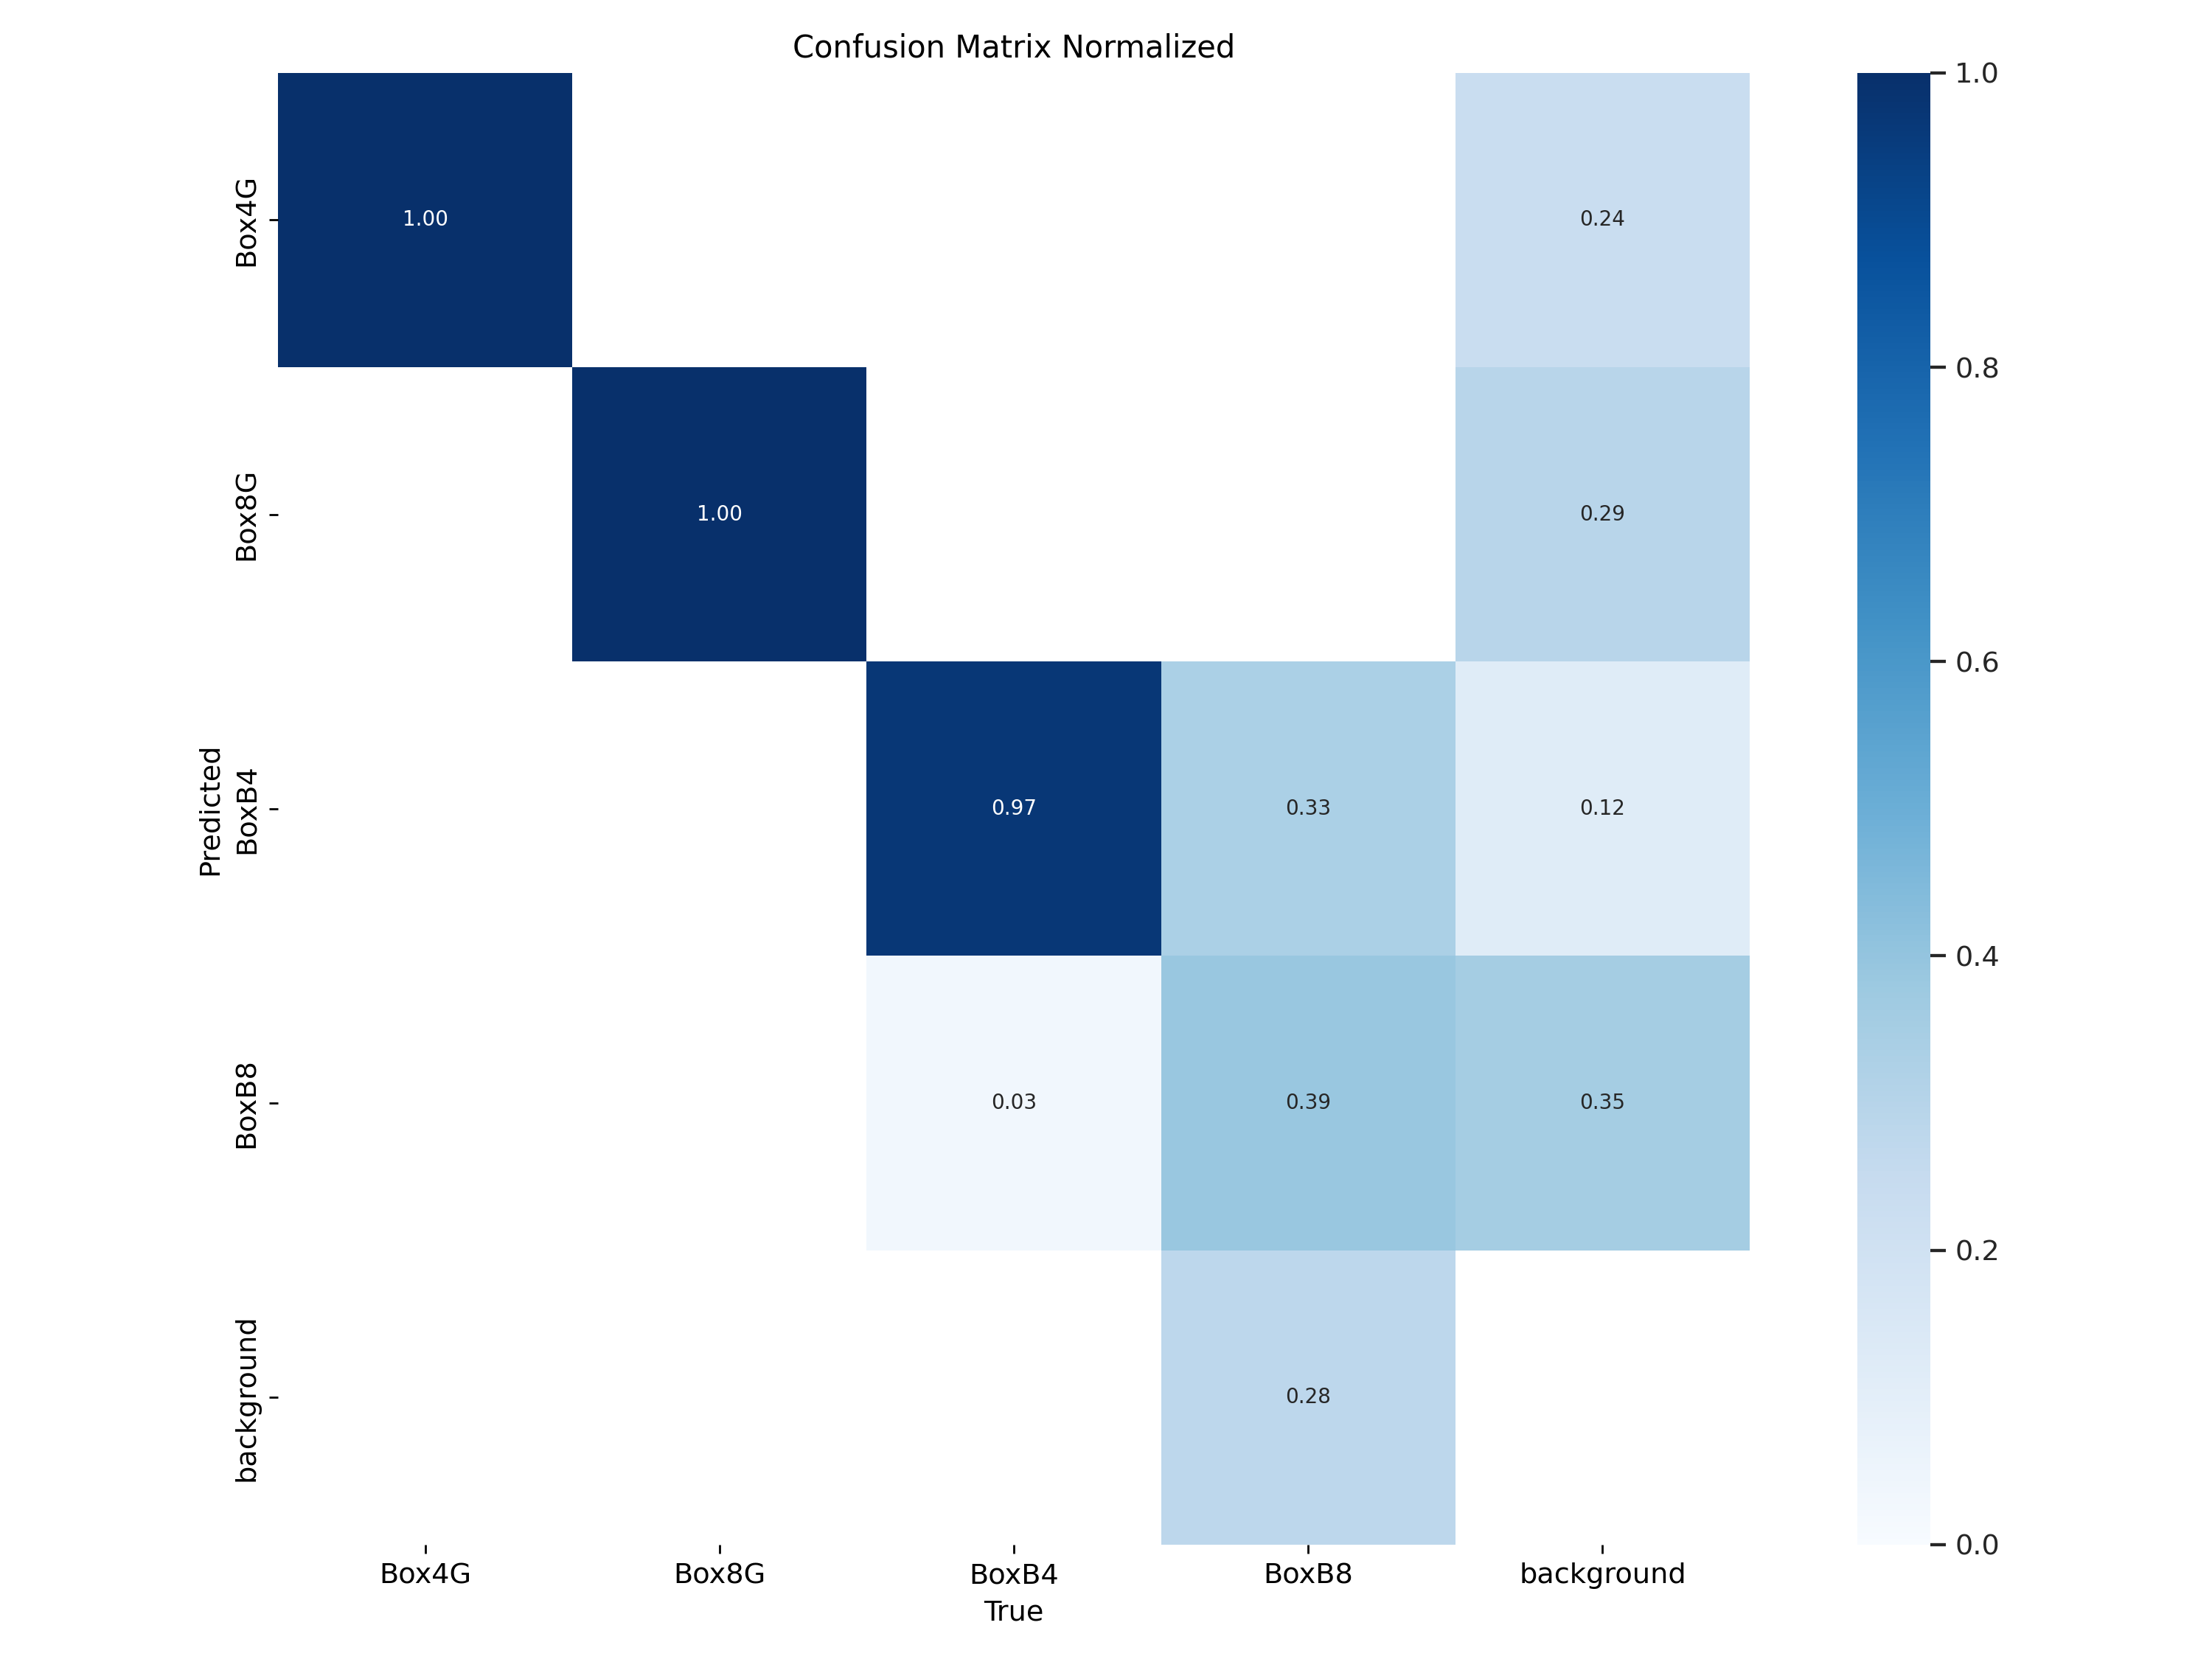 Confusion Matrix Normalized
Box4G
1.00
0.24
Box8G
1.00
0.29
Predicted
BoxB4
0.97
0.33
0.12
BoxB8
0.03
0.39
0.35
background
0.28
Box4G
Box8G
BoxB4
BoxB8
background
True
1.0
0.8
0.6
0.4
0.2
0.0